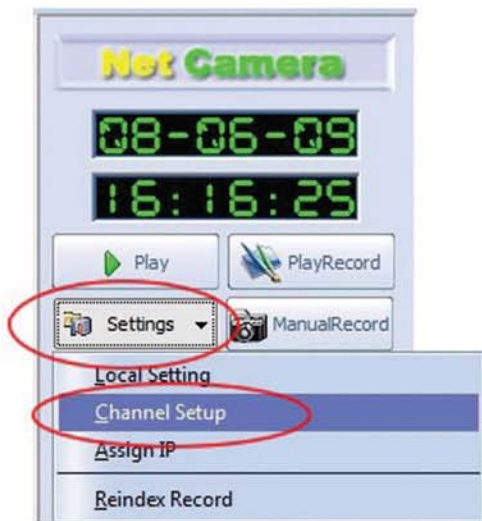 Net Camera
08-06-09
16:16:25
Play PlayRecord
Settings ManualRecord
Local Setting
Channel Setup
Assign IP
Reindex Record